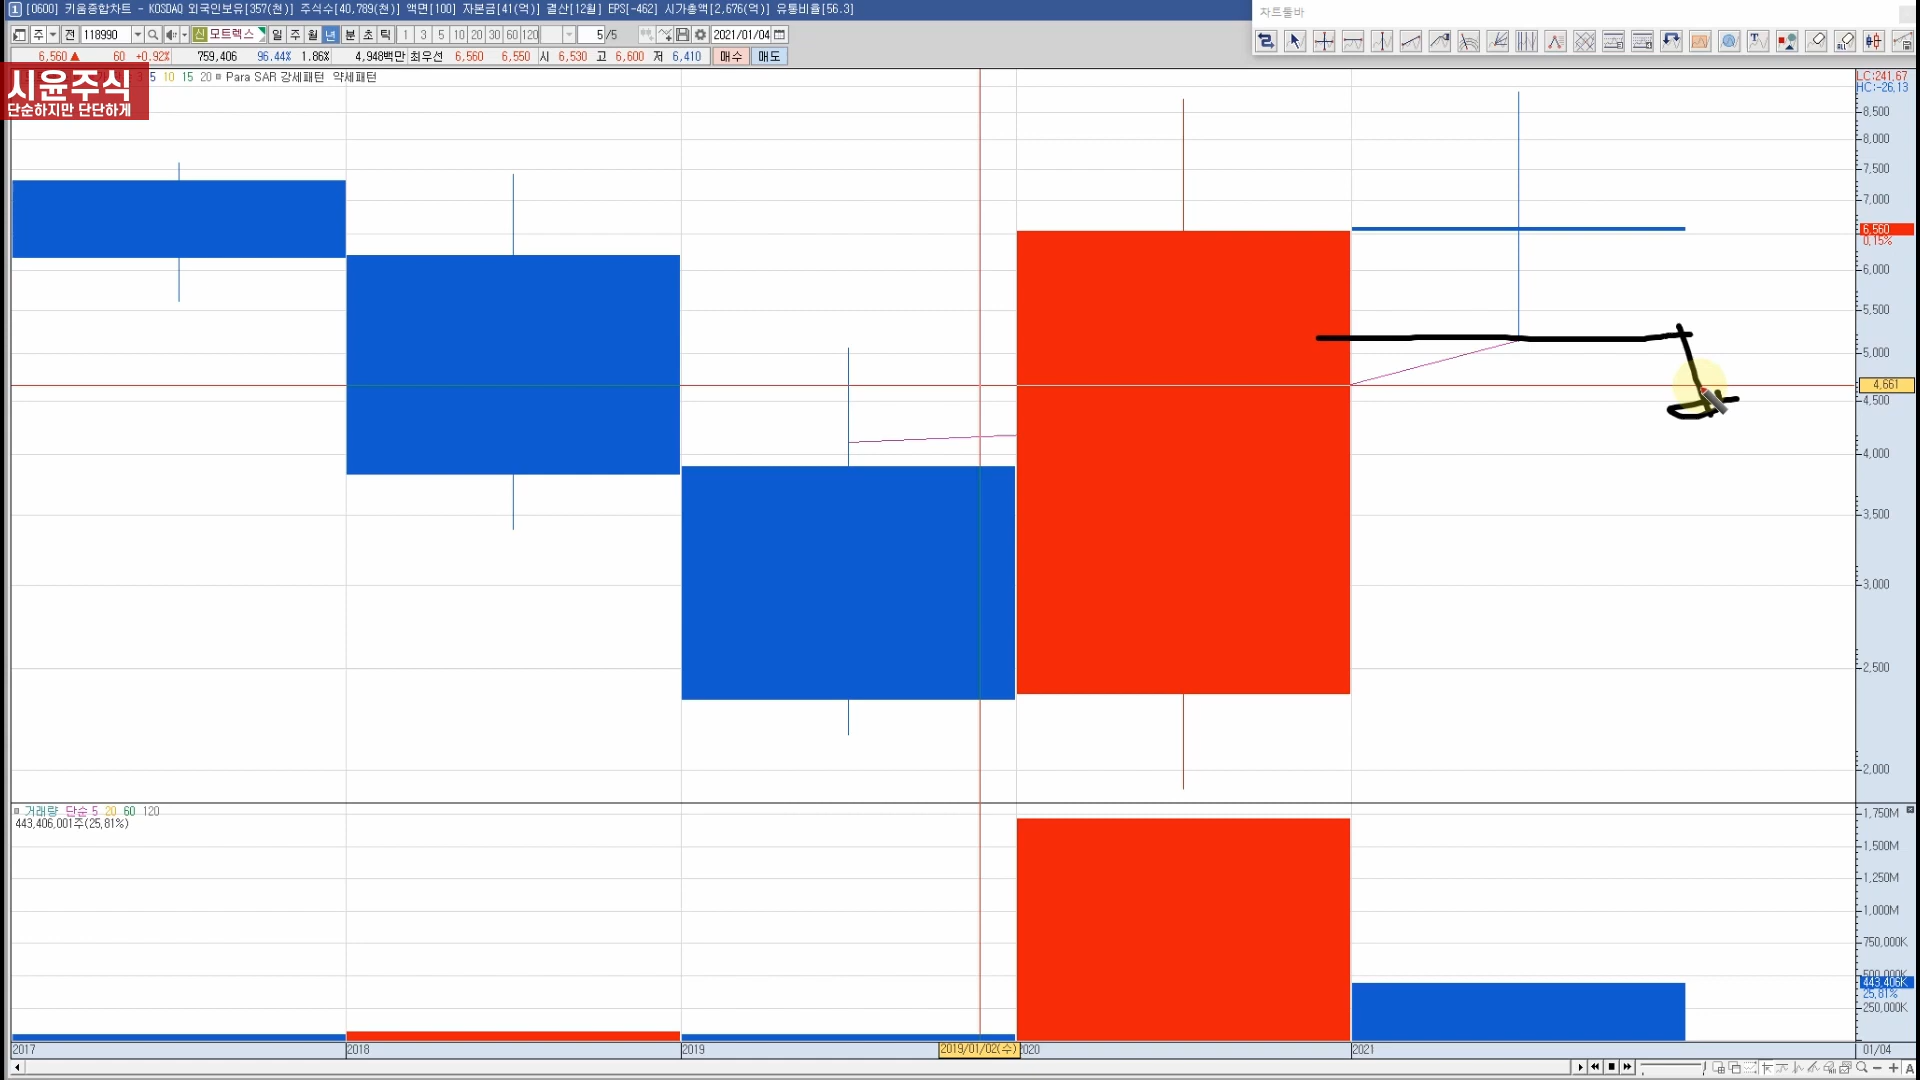 1 [0600] 키움종합차트 - KOSDAQ 외국인보유[357(천)] 주식수[40,789(천)] 액면[100] 자본금[41(억)] 결산[12월] EPS[-462] 시가총액[2,676(억)] 유통비율[56.3]
차트툴바
주 전 118990 신 모트렉스 일 주 월 년 분 초 틱 1 3 5 10 20 30 60 120 5 /5 2021/01/04
6,560 ▲ 60 +0.92% 759,406 96.44% 1.86% 4,948백만 최우선 6,560 6,550 시 6,530 고 6,600 저 6,410 매수 매도
시윤주식
단순하지만 단단하게
5 10 15 20 Para SAR 강세패턴 약세패턴
LC:241.67
HC:-26.13
8,500
8,000
7,500
7,000
6,560
0.15%
6,000
5,500
5,000
4,661
4,500
4,000
3,500
3,000
2,500
2,000
거래량 단순 5 20 60 120
443,406,001주(25.81%)
1,750M
1,500M
1,250M
1,000M
750,000K
500,000K
443,406K
25.81%
250,000K
2017 2018 2019 2019/01/02(수) 2020 2021 01/04